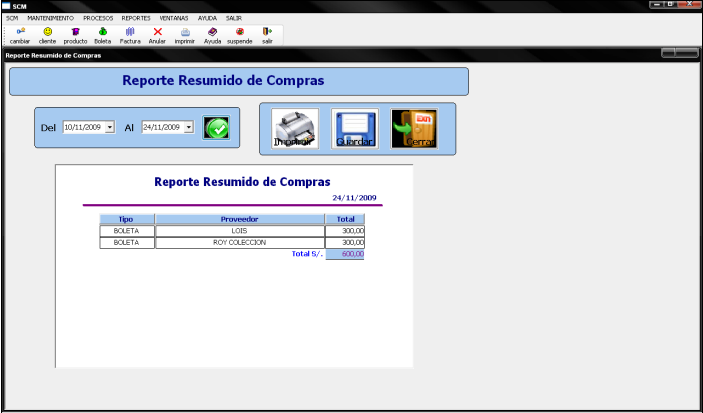 SCM
SCM MANTENIMIENTO PROCESOS REPORTES VENTANAS AYUDA SALIR
cambiar cliente producto Boleta Factura Anular imprimir Ayuda suspende salir
Reporte Resumido de Compras
Reporte Resumido de Compras
Del 10/11/2009 Al 24/11/2009
Imprimir Guardar Cerrar
EXIT
Reporte Resumido de Compras
24/11/2009
Tipo Proveedor Total
BOLETA LOIS 300,00
BOLETA ROY COLECCION 300,00
Total S/. 600,00